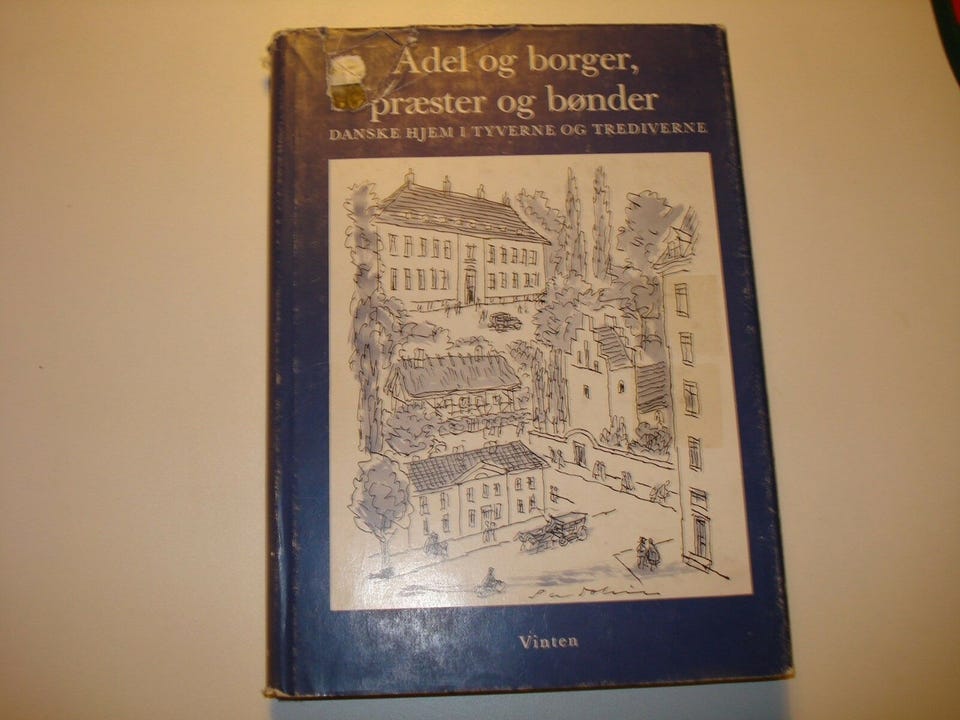 Adel og borger,
præster og bønder
DANSKE HJEM I TYVERNE OG TREDIVERNE
Vinten